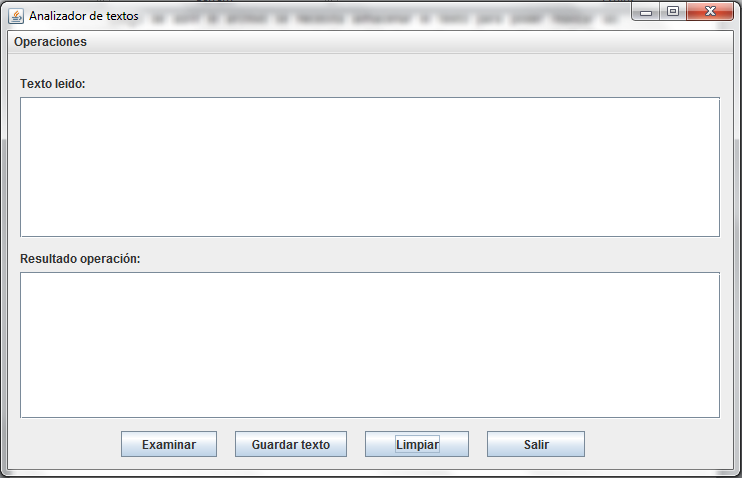 Analizador de textos
Operaciones
Texto leido:
Resultado operación:
Examinar Guardar texto Limpiar Salir